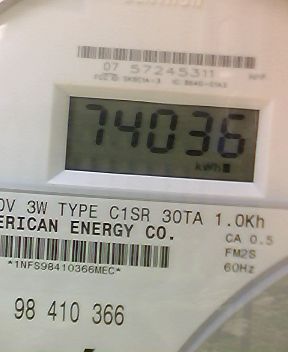 07 57245311
74036
kWh
0V 3W TYPE C1SR 30TA 1.0Kh
ERICAN ENERGY CO.
CA 0.5
FM2S
60Hz
*1NFS98410366MEC*
98 410 366